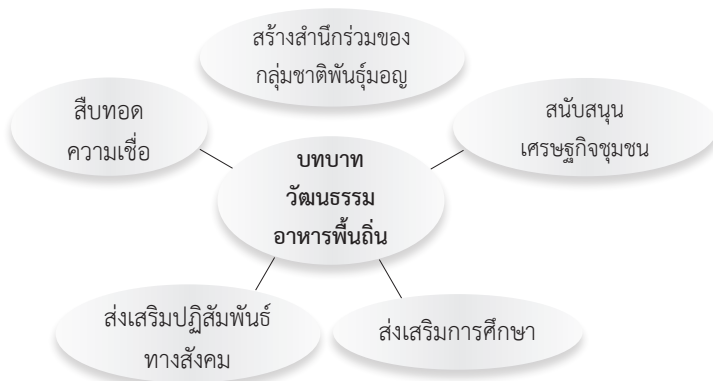 สร้างสำนึกร่วมของ
กลุ่มชาติพันธุ์มอญ
สืบทอด
ความเชื่อ
สนับสนุน
เศรษฐกิจชุมชน
บทบาท
วัฒนธรรม
อาหารพื้นถิ่น
ส่งเสริมปฏิสัมพันธ์
ทางสังคม
ส่งเสริมการศึกษา